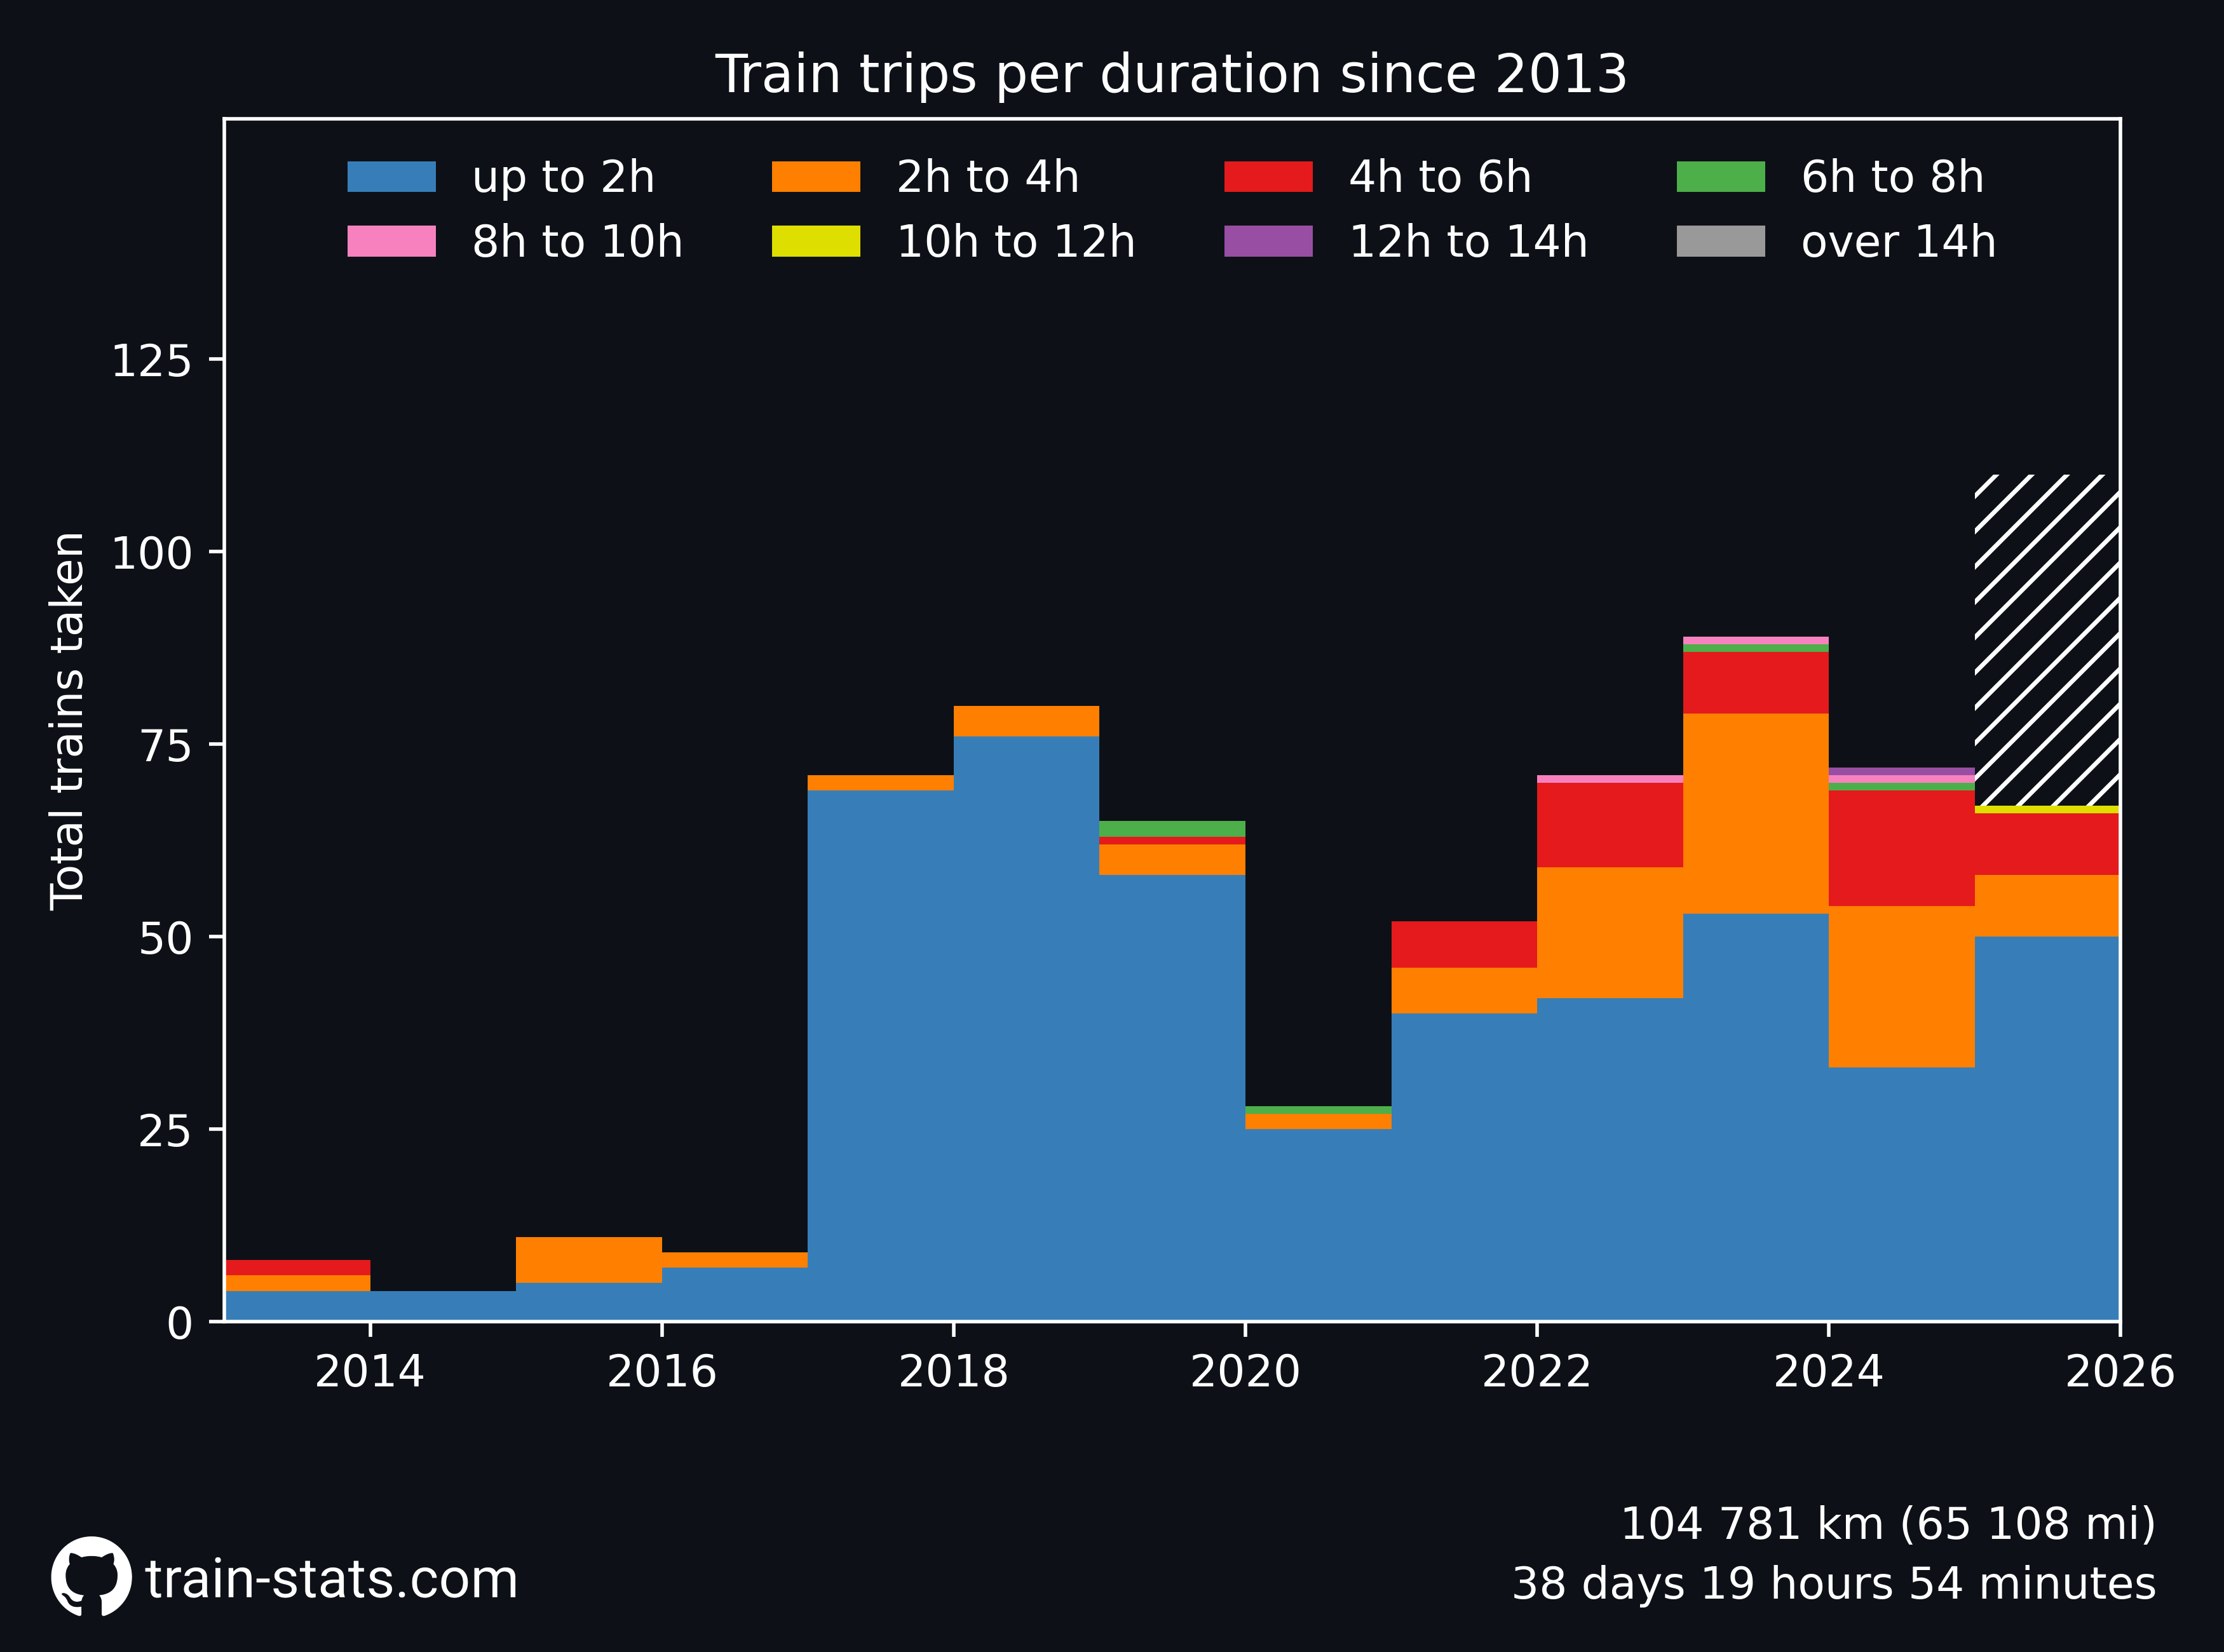 Train trips per duration since 2013
up to 2h 2h to 4h 4h to 6h 6h to 8h
8h to 10h 10h to 12h 12h to 14h over 14h
Total trains taken
125
100
75
50
25
0
2014 2016 2018 2020 2022 2024 2026
104 781 km (65 108 mi)
38 days 19 hours 54 minutes
train-stats.com